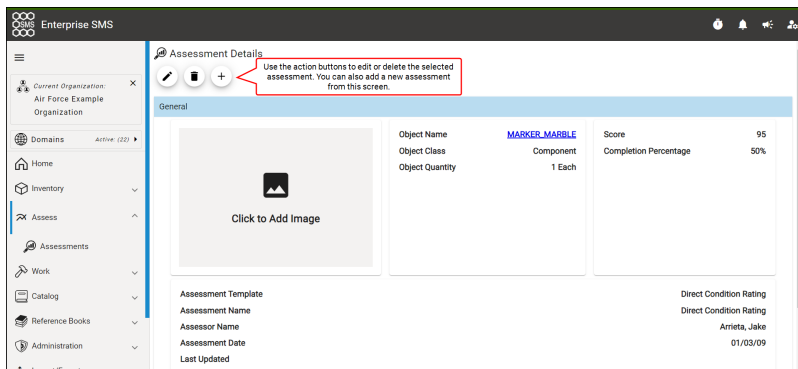 SMS
Enterprise SMS
Assessment Details
Use the action buttons to edit or delete the selected
assessment. You can also add a new assessment
from this screen.
Current Organization:
Air Force Example
Organization
Domains Active: (22)
Home
Inventory
Assess
Assessments
Work
Catalog
Reference Books
Administration
General
Click to Add Image
Object Name MARKER_MARBLE
Object Class Component
Object Quantity 1 Each
Score 95
Completion Percentage 50%
Assessment Template Direct Condition Rating
Assessment Name Direct Condition Rating
Assessor Name Arrieta, Jake
Assessment Date 01/03/09
Last Updated